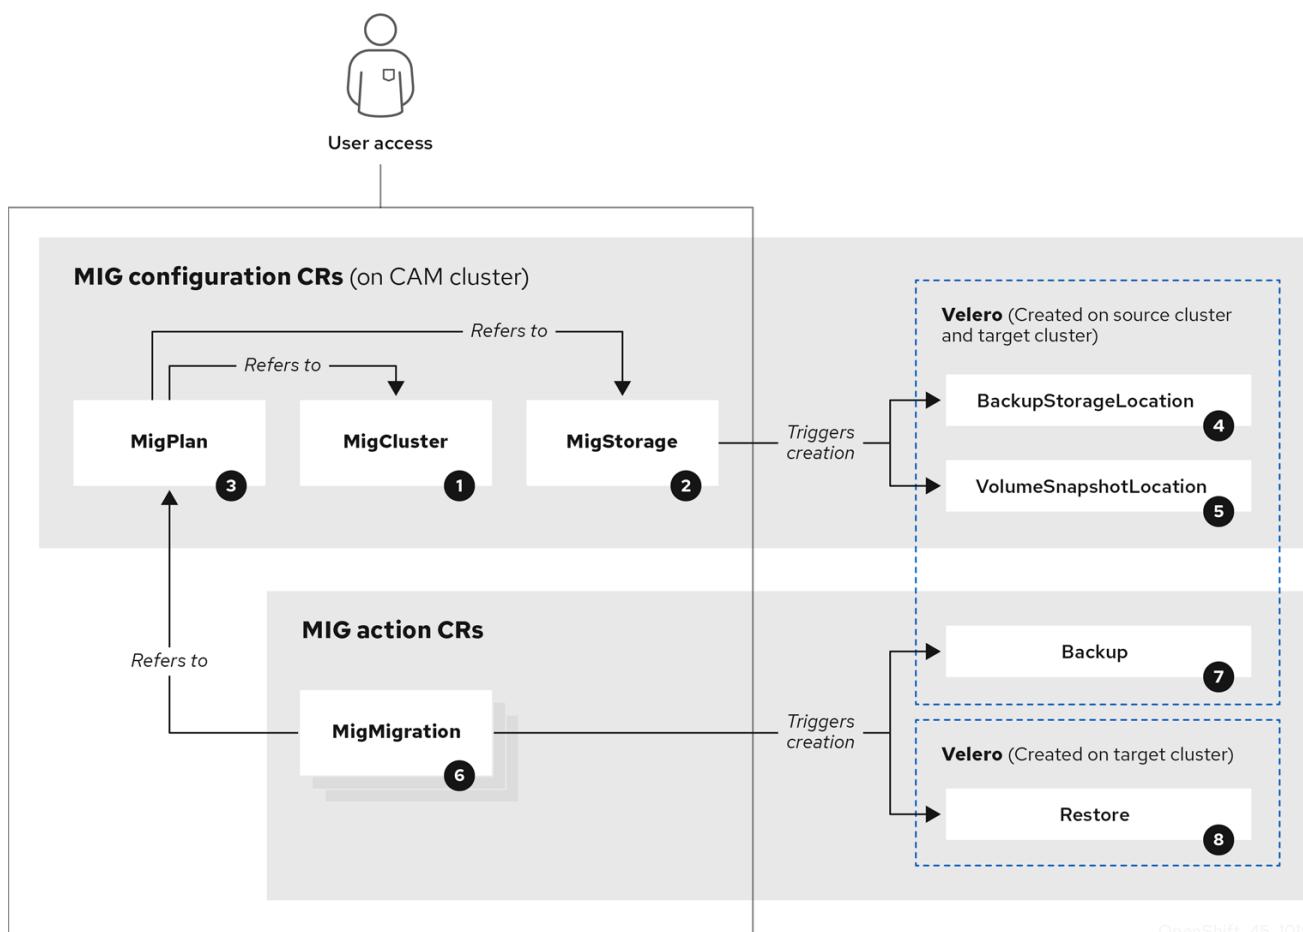 User access
MIG configuration CRs (on CAM cluster)
Refers to
Refers to
MigPlan
3
MigCluster
1
MigStorage
2
Triggers
creation
Velero (Created on source cluster
and target cluster)
BackupStorageLocation
4
VolumeSnapshotLocation
5
MIG action CRs
Refers to
MigMigration
6
Triggers
creation
Backup
7
Velero (Created on target cluster)
Restore
8